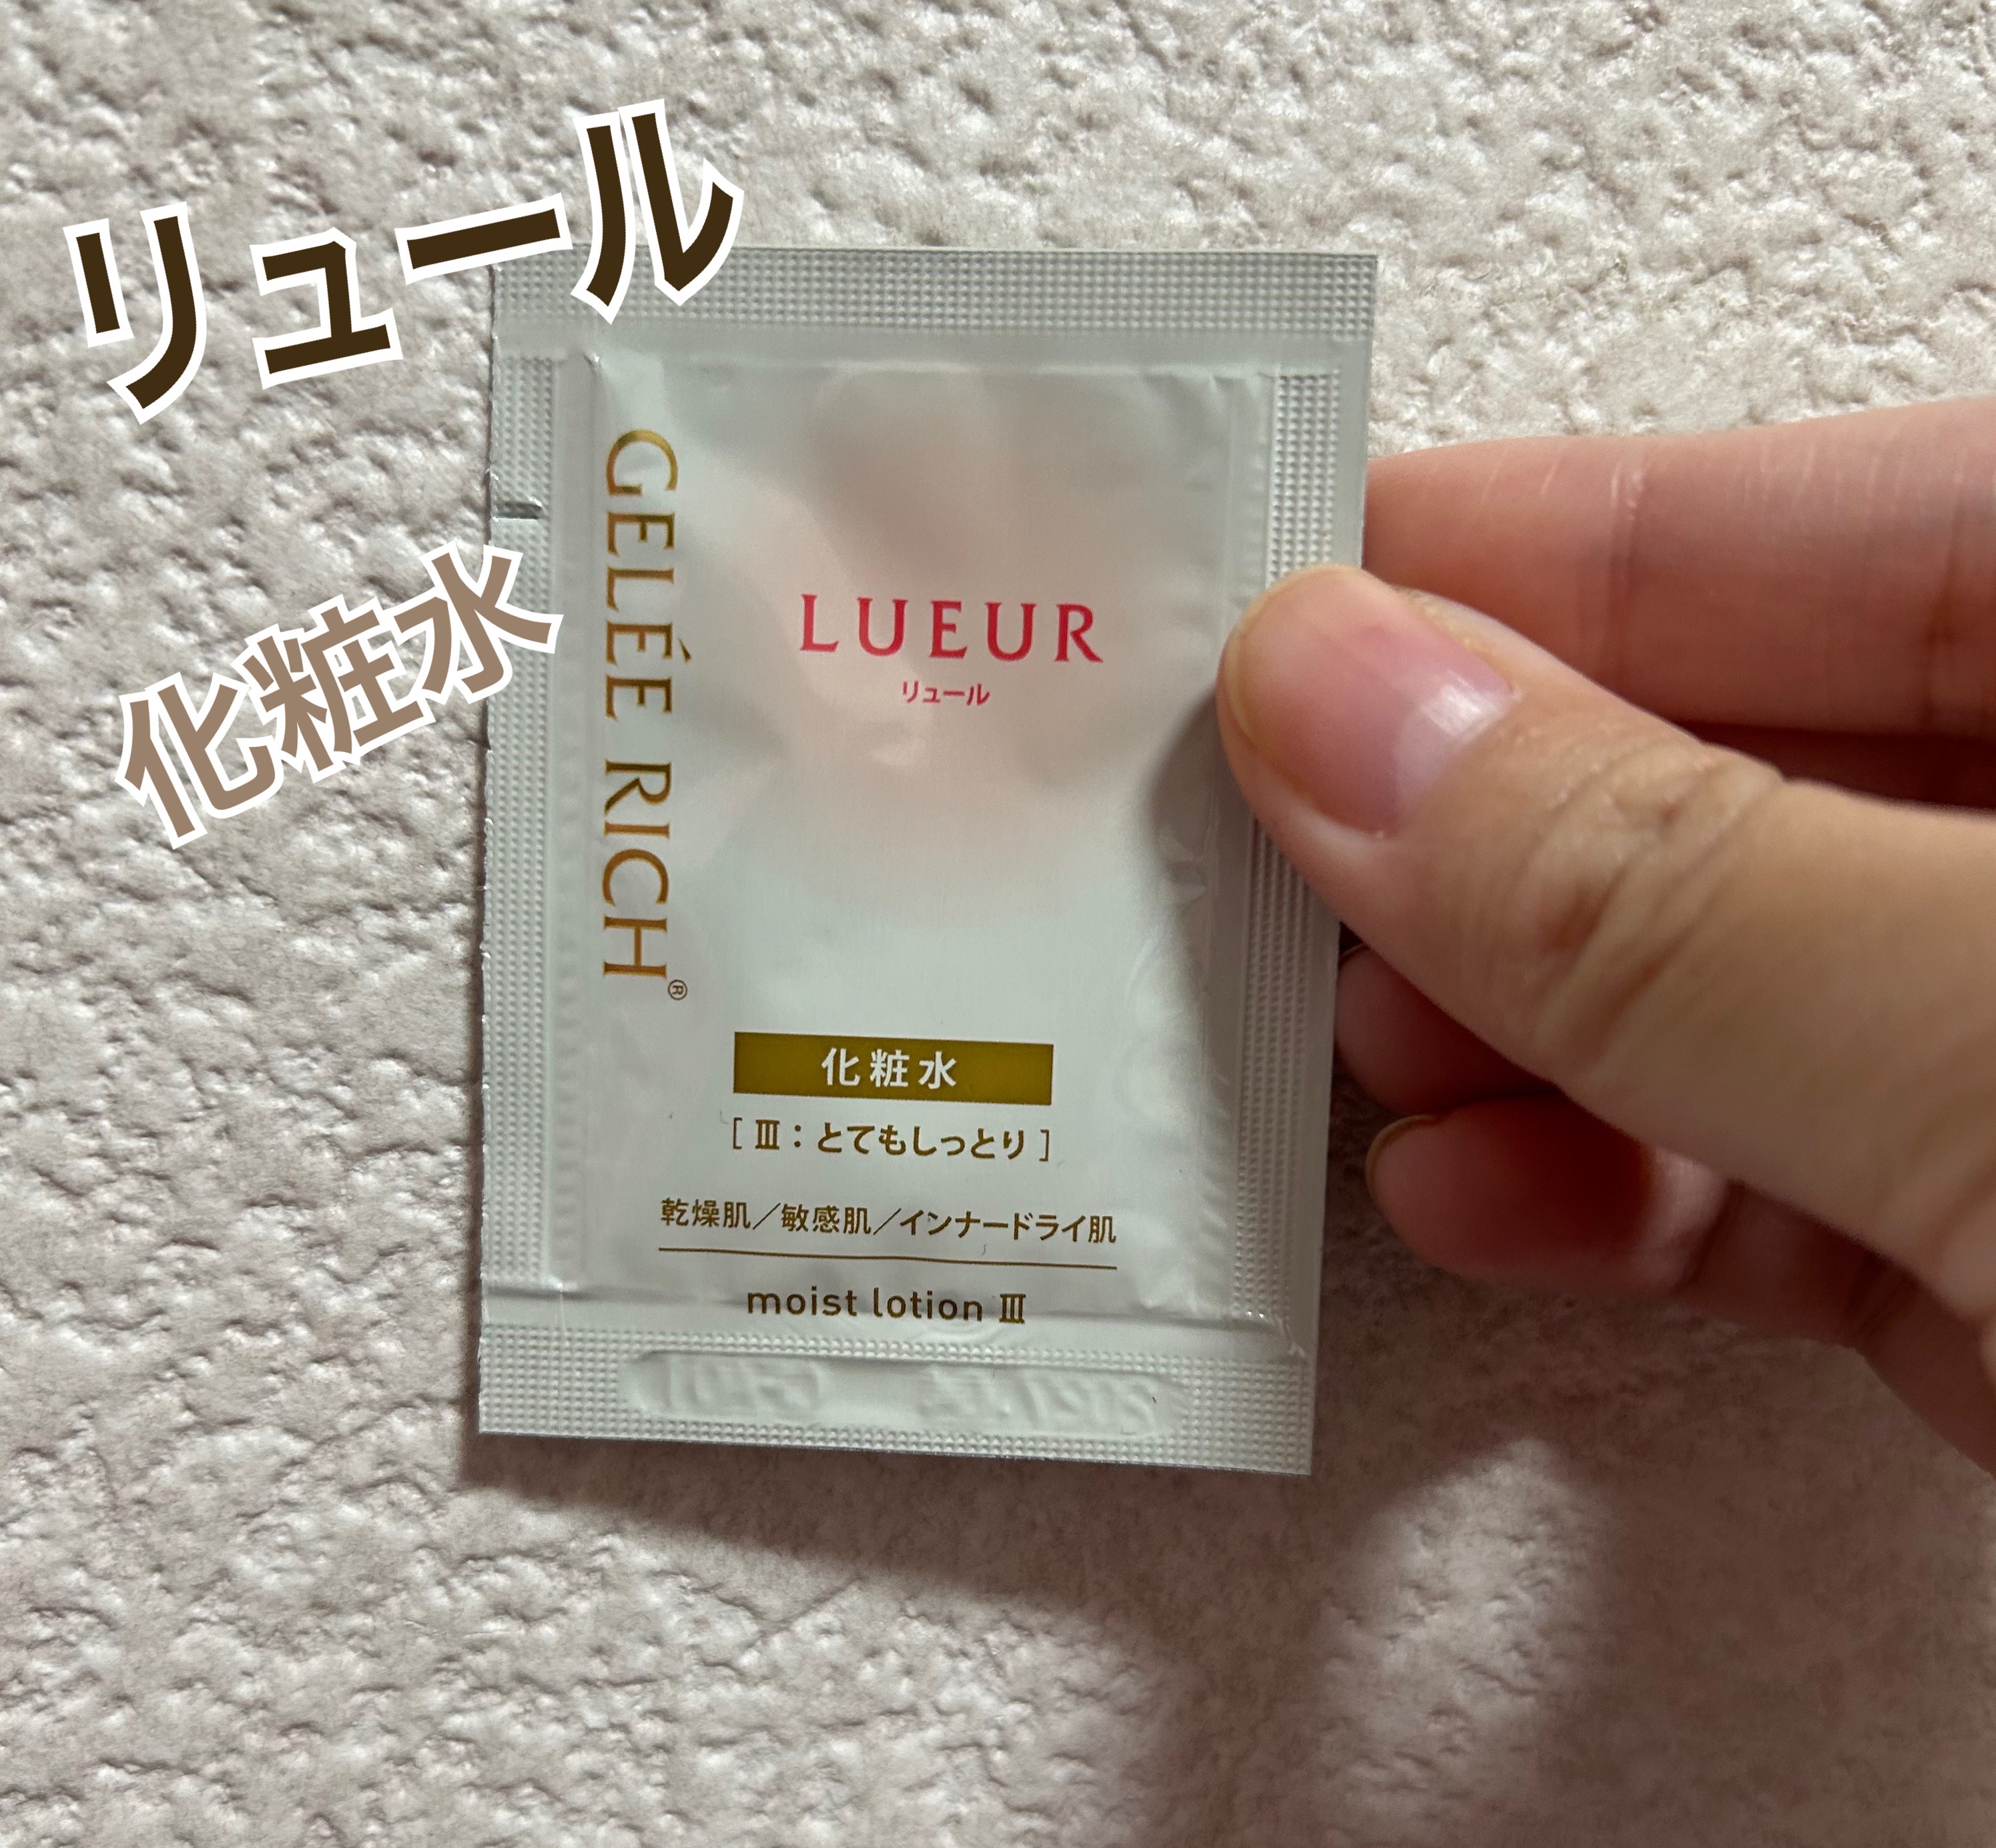 リュール
化粧水
GELÉE RICH®
LUEUR
リュール
化粧水
[ Ⅲ：とてもしっとり ]
乾燥肌／敏感肌／インナードライ肌
moist lotion Ⅲ